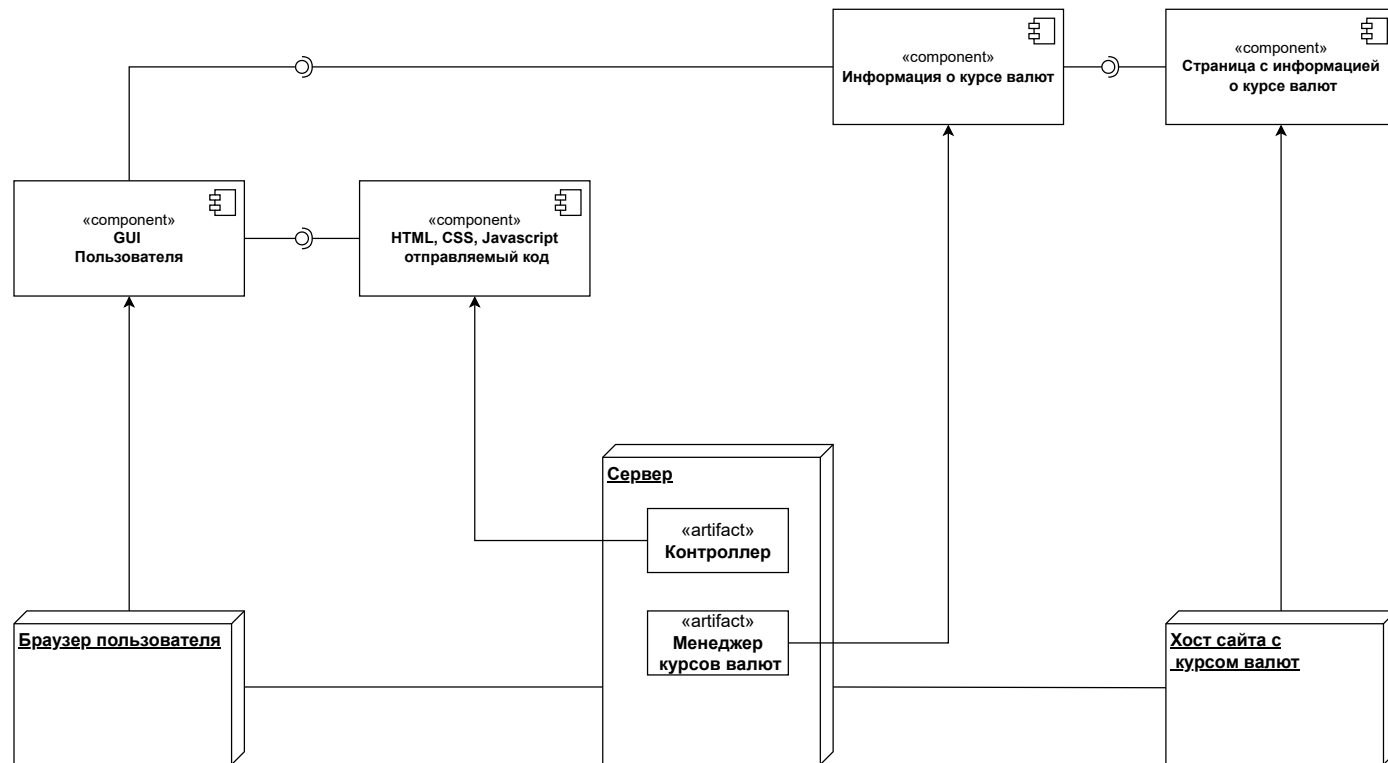 «component»
Информация о курсе валют
«component»
Страница с информацией
о курсе валют
«component»
GUI
Пользователя
«component»
HTML, CSS, Javascript
отправляемый код
Сервер
«artifact»
Контроллер
«artifact»
Менеджер
курсов валют
Браузер пользователя
Хост сайта с
курсом валют